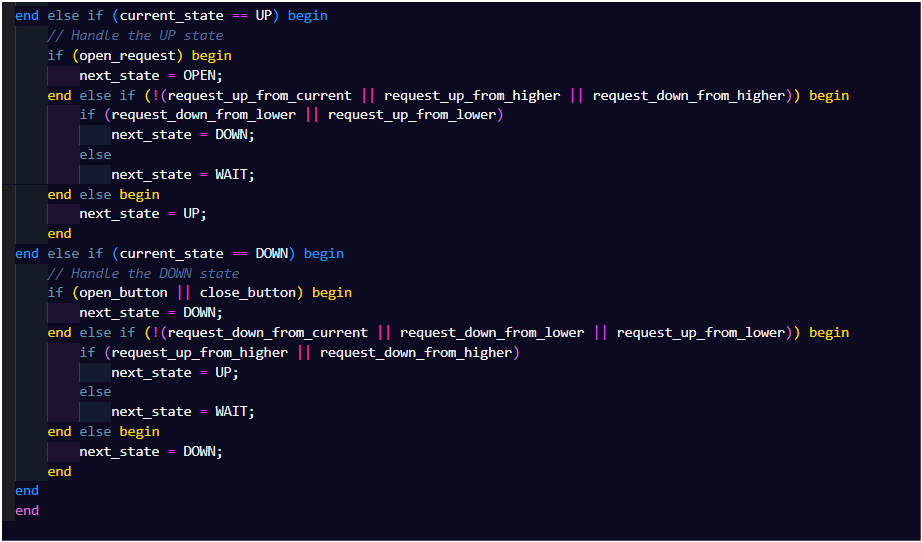 end else if (current_state == UP) begin
// Handle the UP state
if (open_request) begin
next_state = OPEN;
end else if (!(request_up_from_current || request_up_from_higher || request_down_from_higher)) begin
if (request_down_from_lower || request_up_from_lower)
next_state = DOWN;
else
next_state = WAIT;
end else begin
next_state = UP;
end
end else if (current_state == DOWN) begin
// Handle the DOWN state
if (open_button || close_button) begin
next_state = DOWN;
end else if (!(request_down_from_current || request_down_from_lower || request_up_from_lower)) begin
if (request_up_from_higher || request_down_from_higher)
next_state = UP;
else
next_state = WAIT;
end else begin
next_state = DOWN;
end
end
end